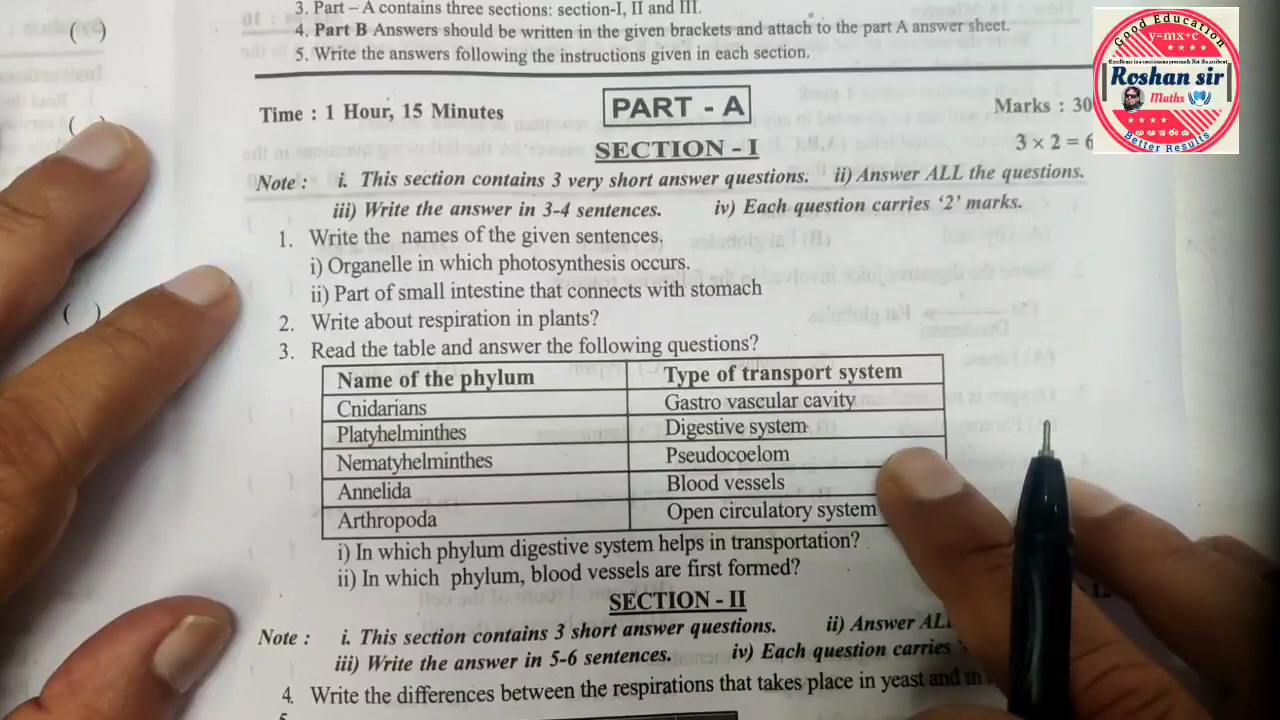 3. Part – A contains three sections: section-I, II and III.
4. Part B Answers should be written in the given brackets and attach to the part A answer sheet.
5. Write the answers following the instructions given in each section.
Time : 1 Hour, 15 Minutes PART - A Marks : 30
SECTION - I 3 × 2 = 6
Note : i. This section contains 3 very short answer questions. ii) Answer ALL the questions.
iii) Write the answer in 3-4 sentences. iv) Each question carries '2' marks.
1. Write the names of the given sentences.
i) Organelle in which photosynthesis occurs.
ii) Part of small intestine that connects with stomach
2. Write about respiration in plants?
3. Read the table and answer the following questions?
Name of the phylum Type of transport system
Cnidarians Gastro vascular cavity
Platyhelminthes Digestive system
Nematyhelminthes Pseudocoelom
Annelida Blood vessels
Arthropoda Open circulatory system
i) In which phylum digestive system helps in transportation?
ii) In which phylum, blood vessels are first formed?
SECTION - II
Note : i. This section contains 3 short answer questions. ii) Answer
iii) Write the answer in 5-6 sentences. iv) Each question carries
4. Write the differences between the respirations that takes place in yeast and in
Good Education
y=mx+c
Roshan sir
Maths
Better Results